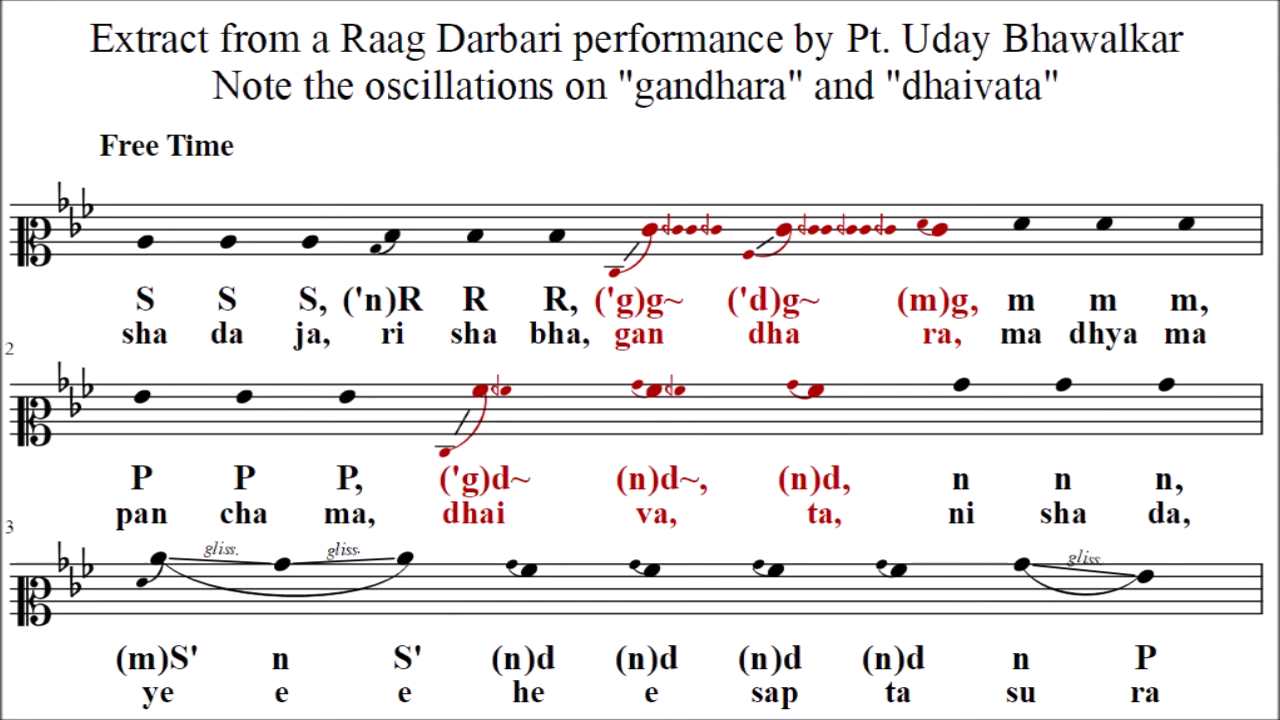 Extract from a Raag Darbari performance by Pt. Uday Bhawalkar
Note the oscillations on "gandhara" and "dhaivata"
Free Time
S S S, ('n)R R R, ('g)g~ ('d)g~ (m)g, m m m,
sha da ja, ri sha bha, gan dha ra, ma dhya ma
2
P P P, ('g)d~ (n)d~, (n)d, n n n,
pan cha ma, dhai va, ta, ni sha da,
3
gliss. gliss. gliss.
(m)S' n S' (n)d (n)d (n)d (n)d n P
ye e e he e sap ta su ra